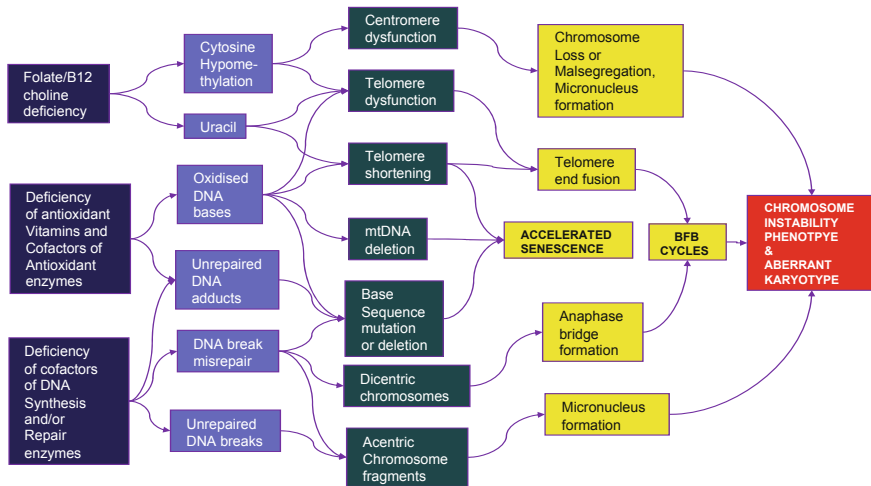 Folate/B12
choline
deficiency
Deficiency
of antioxidant
Vitamins and
Cofactors of
Antioxidant
enzymes
Deficiency
of cofactors
of DNA
Synthesis
and/or
Repair
enzymes
Cytosine
Hypome-
thylation
Uracil
Oxidised
DNA
bases
Unrepaired
DNA
adducts
DNA break
misrepair
Unrepaired
DNA breaks
Centromere
dysfunction
Telomere
dysfunction
Telomere
shortening
mtDNA
deletion
Base
Sequence
mutation
or deletion
Dicentric
chromosomes
Acentric
Chromosome
fragments
Chromosome
Loss or
Malsegregation,
Micronucleus
formation
Telomere
end fusion
ACCELERATED
SENESCENCE
Anaphase
bridge
formation
Micronucleus
formation
BFB
CYCLES
CHROMOSOME
INSTABILITY
PHENOTPYE
&
ABERRANT
KARYOTYPE